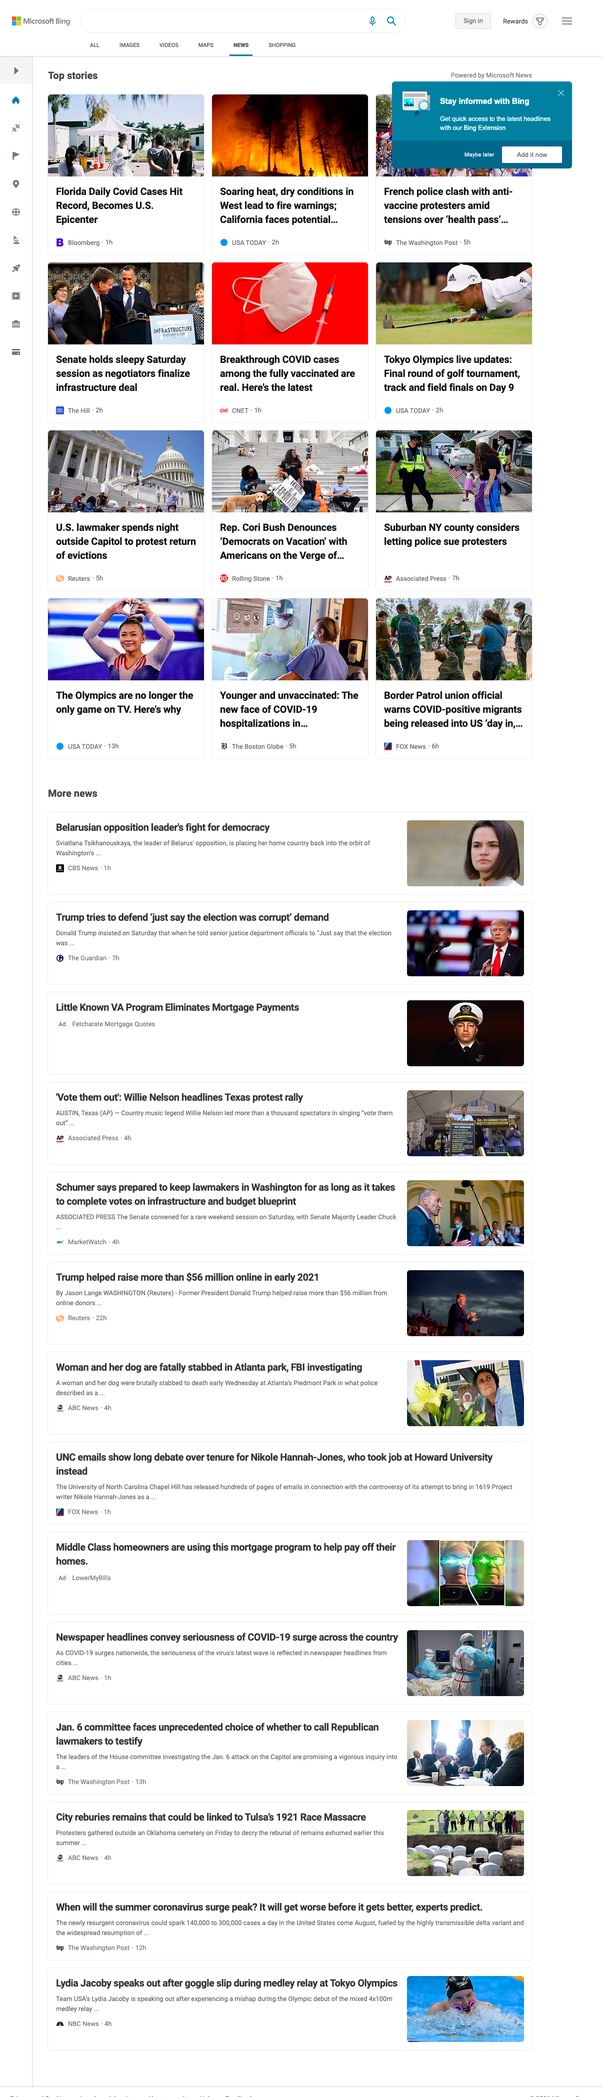 Microsoft Bing
Sign in
Rewards
ALL
IMAGES
VIDEOS
MAPS
NEWS
SHOPPING
Top stories
Powered by Microsoft News
Stay informed with Bing
Get quick access to the latest headlines
with our Bing Extension
Maybe later
Add it now
Florida Daily Covid Cases Hit
Record, Becomes U.S.
Epicenter
Bloomberg · 1h
Soaring heat, dry conditions in
West lead to fire warnings;
California faces potential...
USA TODAY · 2h
French police clash with anti-
vaccine protesters amid
tensions over ‘health pass’...
The Washington Post · 5h
INFRASTRUCTURE
Senate holds sleepy Saturday
session as negotiators finalize
infrastructure deal
The Hill · 2h
Breakthrough COVID cases
among the fully vaccinated are
real. Here's the latest
CNET · 1h
Tokyo Olympics live updates:
Final round of golf tournament,
track and field finals on Day 9
USA TODAY · 2h
U.S. lawmaker spends night
outside Capitol to protest return
of evictions
Reuters · 5h
Rep. Cori Bush Denounces
‘Democrats on Vacation’ with
Americans on the Verge of...
Rolling Stone · 1h
Suburban NY county considers
letting police sue protesters
AP Associated Press · 7h
The Olympics are no longer the
only game on TV. Here's why
USA TODAY · 13h
Younger and unvaccinated: The
new face of COVID-19
hospitalizations in...
The Boston Globe · 5h
Border Patrol union official
warns COVID-positive migrants
being released into US ‘day in,...
FOX News · 6h
More news
Belarusian opposition leader's fight for democracy
Sviatlana Tsikhanouskaya, the leader of Belarus' opposition, is placing her home country back into the orbit of
Washington's ...
CBS News · 1h
Trump tries to defend ‘just say the election was corrupt’ demand
Donald Trump insisted on Saturday that when he told senior justice department officials to “Just say that the election
was ...
The Guardian · 7h
Little Known VA Program Eliminates Mortgage Payments
Ad Fetcharate Mortgage Quotes
'Vote them out': Willie Nelson headlines Texas protest rally
AUSTIN, Texas (AP) — Country music legend Willie Nelson led more than a thousand spectators in singing “vote them
out” ...
AP Associated Press · 4h
Schumer says prepared to keep lawmakers in Washington for as long as it takes
to complete votes on infrastructure and budget blueprint
ASSOCIATED PRESS The Senate convened for a rare weekend session on Saturday, with Senate Majority Leader Chuck
...
MarketWatch · 4h
Trump helped raise more than $56 million online in early 2021
By Jason Lange WASHINGTON (Reuters) - Former President Donald Trump helped raise more than $56 million from
online donors ...
Reuters · 22h
Woman and her dog are fatally stabbed in Atlanta park, FBI investigating
A woman and her dog were brutally stabbed to death early Wednesday at Atlanta's Piedmont Park in what police
described as a ...
ABC News · 4h
UNC emails show long debate over tenure for Nikole Hannah-Jones, who took job at Howard University
instead
The University of North Carolina Chapel Hill has released hundreds of pages of emails in connection with the controversy of its attempt to bring in 1619 Project
writer Nikole Hannah-Jones as a ...
FOX News · 1h
Middle Class homeowners are using this mortgage program to help pay off their
homes.
Ad LowerMyBills
Newspaper headlines convey seriousness of COVID-19 surge across the country
As COVID-19 surges nationwide, the seriousness of the virus's latest wave is reflected in newspaper headlines from
cities ...
ABC News · 1h
Jan. 6 committee faces unprecedented choice of whether to call Republican
lawmakers to testify
The leaders of the House committee investigating the Jan. 6 attack on the Capitol are promising a vigorous inquiry into
a ...
The Washington Post · 13h
City reburies remains that could be linked to Tulsa's 1921 Race Massacre
Protesters gathered outside an Oklahoma cemetery on Friday to decry the reburial of remains exhumed earlier this
summer ...
ABC News · 4h
When will the summer coronavirus surge peak? It will get worse before it gets better, experts predict.
The newly resurgent coronavirus could spark 140,000 to 300,000 cases a day in the United States come August, fueled by the highly transmissible delta variant and
the widespread resumption of ...
The Washington Post · 12h
Lydia Jacoby speaks out after goggle slip during medley relay at Tokyo Olympics
Team USA's Lydia Jacoby is speaking out after experiencing a mishap during the Olympic debut of the mixed 4x100m
medley relay ...
NBC News · 4h